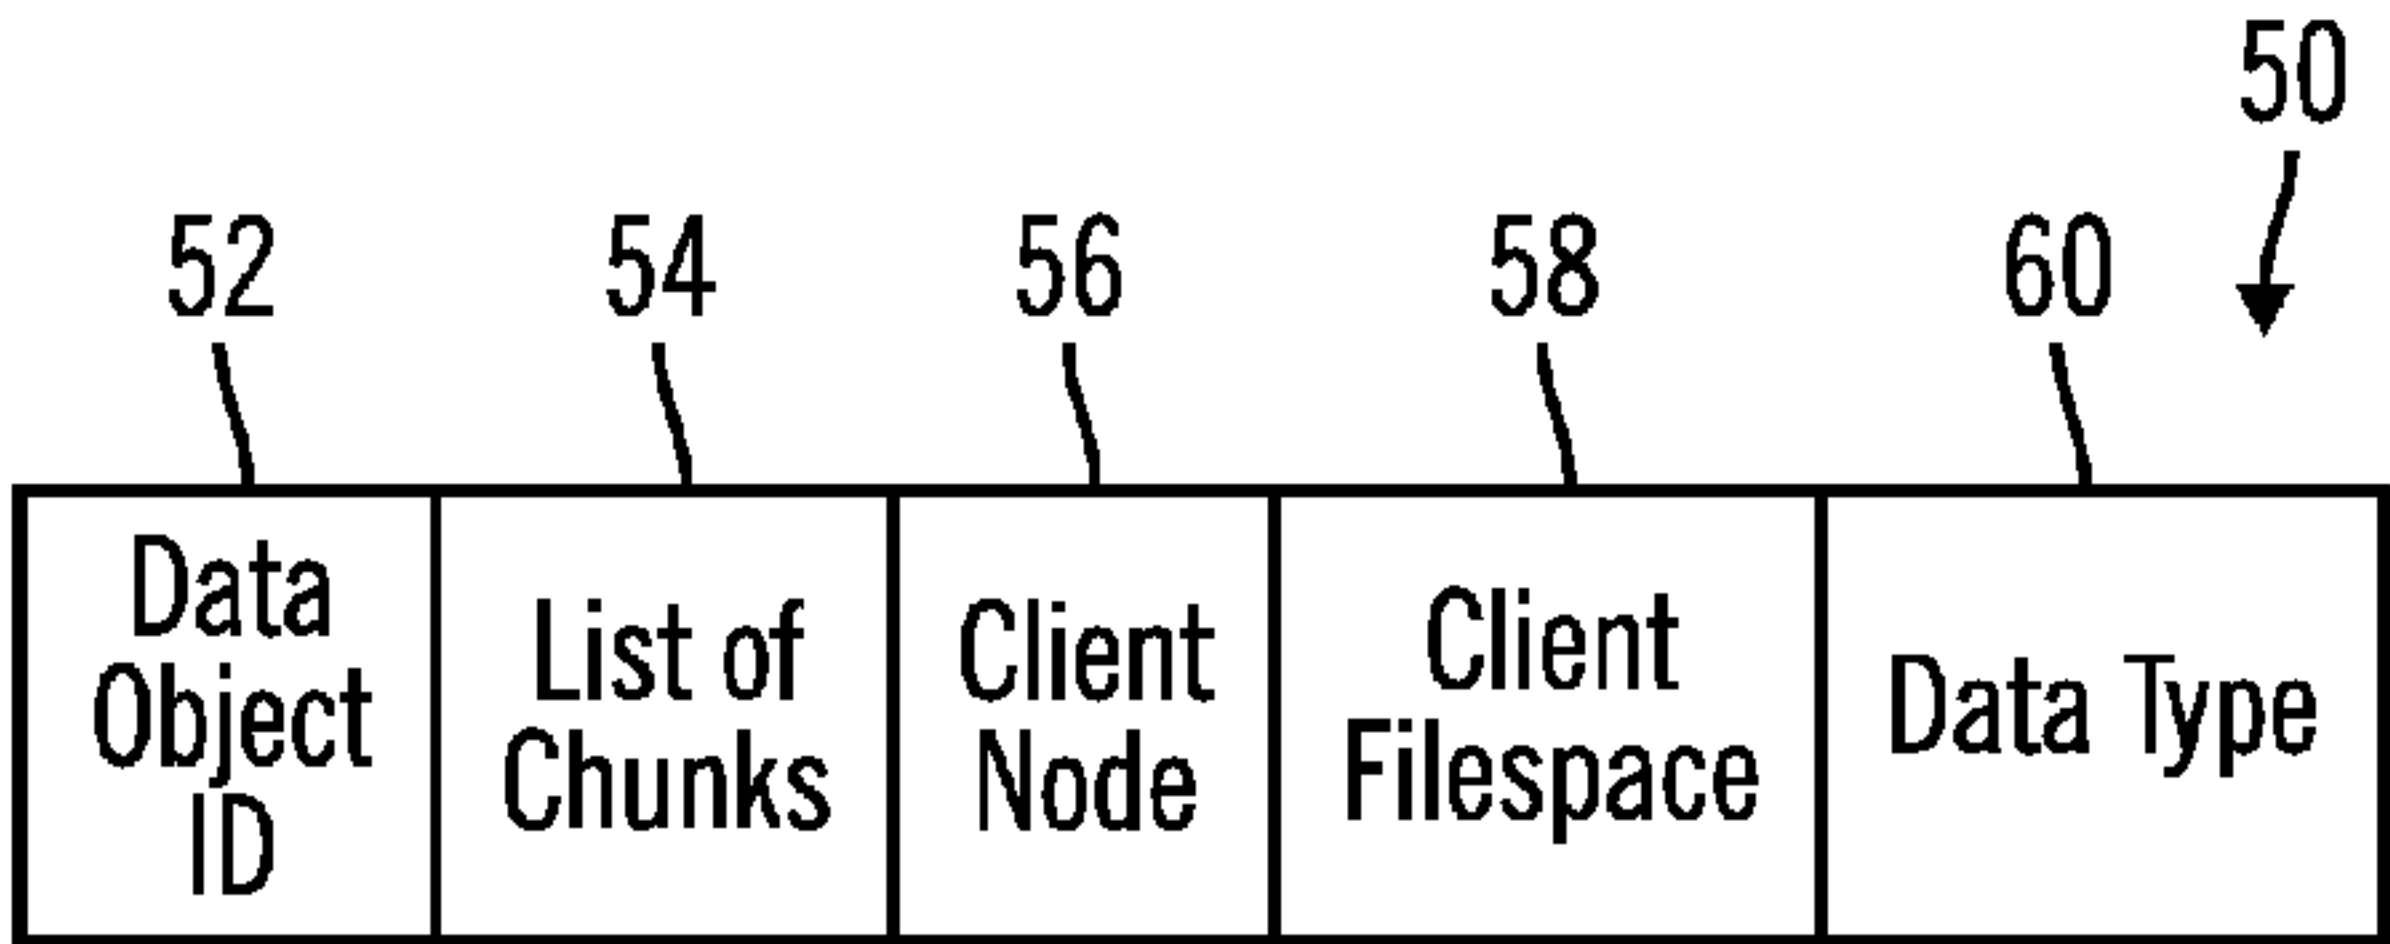 50
52
54
56
58
60
Data
Object
ID
List of
Chunks
Client
Node
Client
Filespace
Data Type